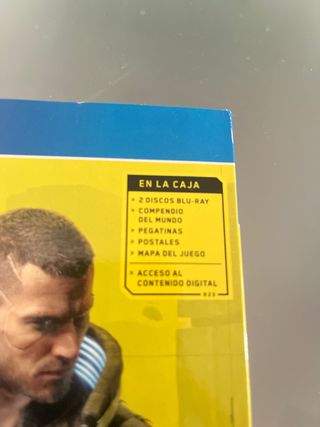 EN LA CAJA
> 2 DISCOS BLU-RAY
> COMPENDIO
DEL MUNDO
> PEGATINAS
> POSTALES
> MAPA DEL JUEGO
> ACCESO AL
CONTENIDO DIGITAL